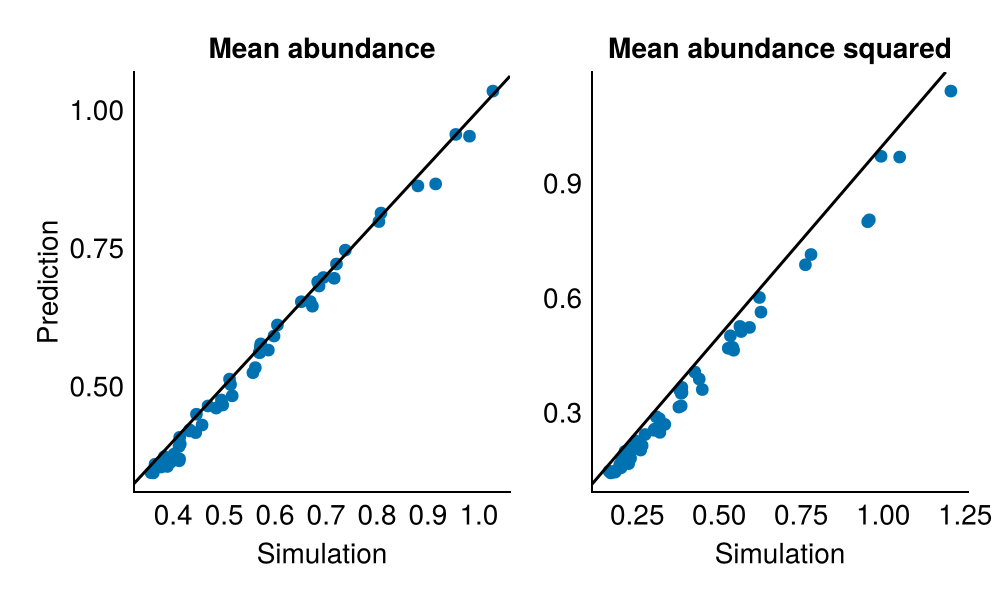 Mean abundance
Prediction
1.00
0.75
0.50
0.4 0.5 0.6 0.7 0.8 0.9 1.0
Simulation
Mean abundance squared
0.9
0.6
0.3
0.25 0.50 0.75 1.00 1.25
Simulation